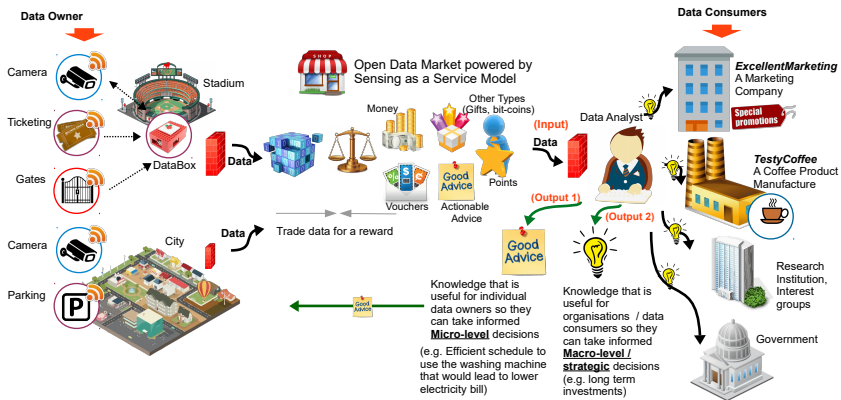 Data Owner
Data Consumers
Camera
Stadium
Ticketing
DataBox
Gates
Camera
City
Parking
P
Data
Data
SHOP
Open Data Market powered by
Sensing as a Service Model
Money
Other Types
(Gifts, bit-coins)
Vouchers
Good
Advice
Actionable
Advice
Points
Trade data for a reward
(Input)
Data
Data Analyst
(Output 1)
(Output 2)
Good
Advice
Good
Advice
Knowledge that is
useful for individual
data owners so they
can take informed
Micro-level decisions
(e.g. Efficient schedule to
use the washing machine
that would lead to lower
electricity bill)
Knowledge that is
useful for
organisations / data
consumers so they
can take informed
Macro-level /
strategic decisions
(e.g. long term
investments)
ExcellentMarketing
A Marketing
Company
Special
promotions
TestyCoffee
A Coffee Product
Manufacture
Research
Institution,
Interest
groups
Government